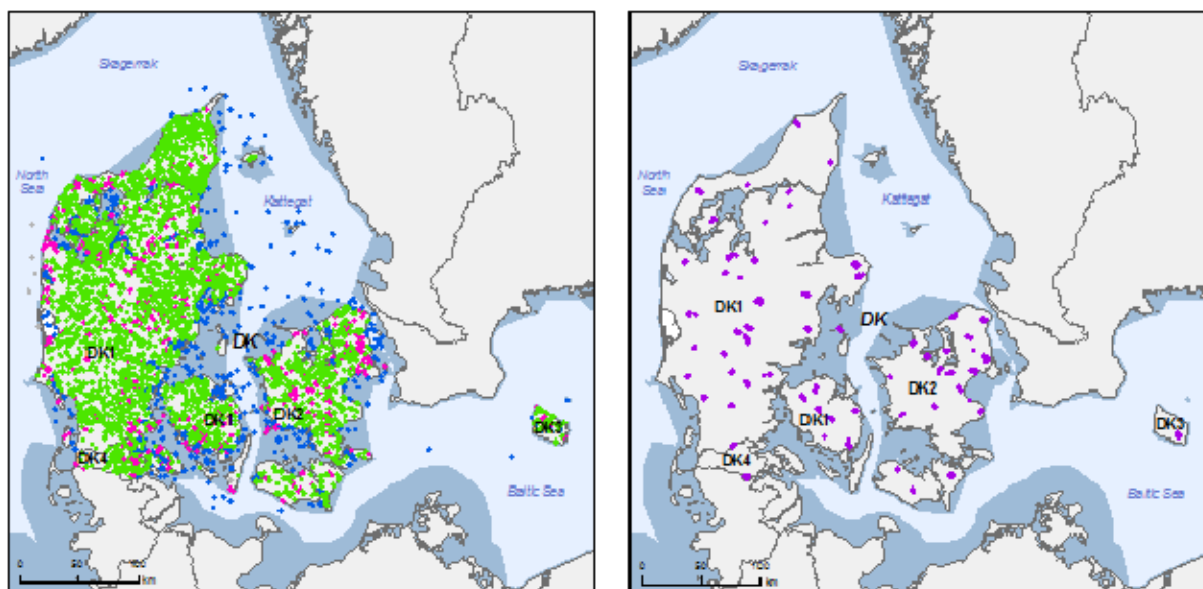 Skagerrak
North
Sea
Kattegat
DK1
DK
DK1
DK2
DK3
DK4
Baltic Sea
0 50 100
km
Skagerrak
North
Sea
Kattegat
DK1
DK
DK2
DK1
DK3
DK4
Baltic Sea
0 50 100
km